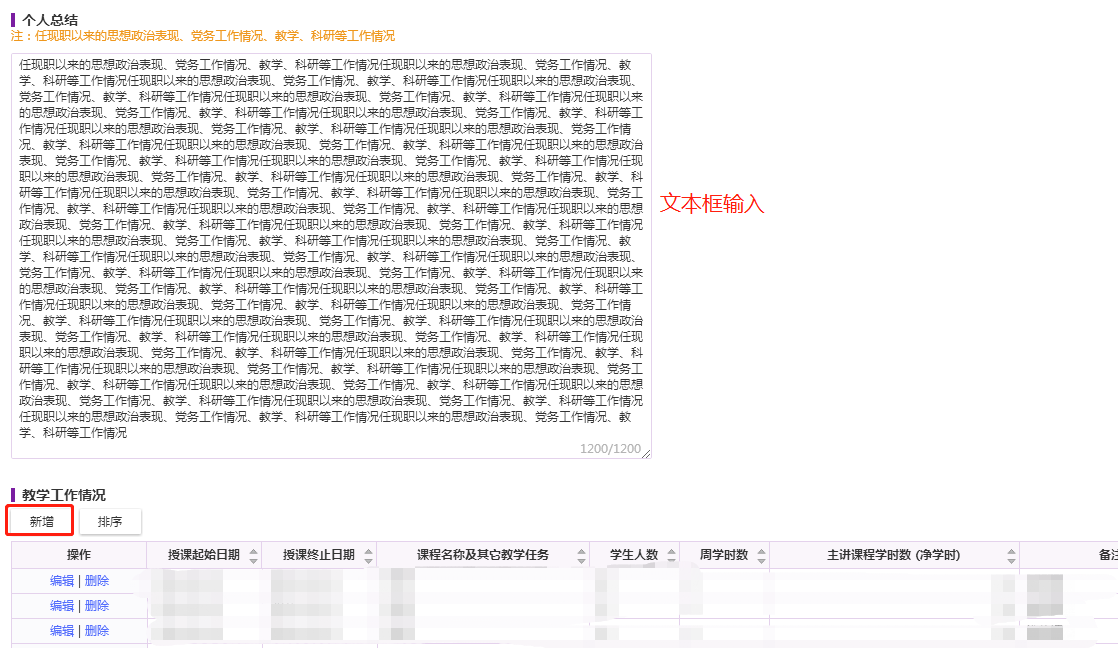 个人总结
注：任现职以来的思想政治表现、党务工作情况、教学、科研等工作情况
任现职以来的思想政治表现、党务工作情况、教学、科研等工作情况任现职以来的思想政治表现、党务工作情况、教
学、科研等工作情况任现职以来的思想政治表现、党务工作情况、教学、科研等工作情况任现职以来的思想政治表现、
党务工作情况、教学、科研等工作情况任现职以来的思想政治表现、党务工作情况、教学、科研等工作情况任现职以来
的思想政治表现、党务工作情况、教学、科研等工作情况任现职以来的思想政治表现、党务工作情况、教学、科研等工
作情况任现职以来的思想政治表现、党务工作情况、教学、科研等工作情况任现职以来的思想政治表现、党务工作情
况、教学、科研等工作情况任现职以来的思想政治表现、党务工作情况、教学、科研等工作情况任现职以来的思想政治
表现、党务工作情况、教学、科研等工作情况任现职以来的思想政治表现、党务工作情况、教学、科研等工作情况任现
职以来的思想政治表现、党务工作情况、教学、科研等工作情况任现职以来的思想政治表现、党务工作情况、教学、科
研等工作情况任现职以来的思想政治表现、党务工作情况、教学、科研等工作情况任现职以来的思想政治表现、党务工
作情况、教学、科研等工作情况任现职以来的思想政治表现、党务工作情况、教学、科研等工作情况任现职以来的思想
政治表现、党务工作情况、教学、科研等工作情况任现职以来的思想政治表现、党务工作情况、教学、科研等工作情况
任现职以来的思想政治表现、党务工作情况、教学、科研等工作情况任现职以来的思想政治表现、党务工作情况、教
学、科研等工作情况任现职以来的思想政治表现、党务工作情况、教学、科研等工作情况任现职以来的思想政治表现、
党务工作情况、教学、科研等工作情况任现职以来的思想政治表现、党务工作情况、教学、科研等工作情况任现职以来
的思想政治表现、党务工作情况、教学、科研等工作情况任现职以来的思想政治表现、党务工作情况、教学、科研等工
作情况任现职以来的思想政治表现、党务工作情况、教学、科研等工作情况任现职以来的思想政治表现、党务工作情
况、教学、科研等工作情况任现职以来的思想政治表现、党务工作情况、教学、科研等工作情况任现职以来的思想政治
表现、党务工作情况、教学、科研等工作情况任现职以来的思想政治表现、党务工作情况、教学、科研等工作情况任现
职以来的思想政治表现、党务工作情况、教学、科研等工作情况任现职以来的思想政治表现、党务工作情况、教学、科
研等工作情况任现职以来的思想政治表现、党务工作情况、教学、科研等工作情况任现职以来的思想政治表现、党务工
作情况、教学、科研等工作情况任现职以来的思想政治表现、党务工作情况、教学、科研等工作情况任现职以来的思想
政治表现、党务工作情况、教学、科研等工作情况任现职以来的思想政治表现、党务工作情况、教学、科研等工作情况
任现职以来的思想政治表现、党务工作情况、教学、科研等工作情况任现职以来的思想政治表现、党务工作情况、教
学、科研等工作情况
1200/1200
文本框输入
教学工作情况
新增 排序
操作 授课起始日期 授课终止日期 课程名称及其它教学任务 学生人数 周学时数 主讲课程学时数 (净学时) 备注
编辑 | 删除
编辑 | 删除
编辑 | 删除